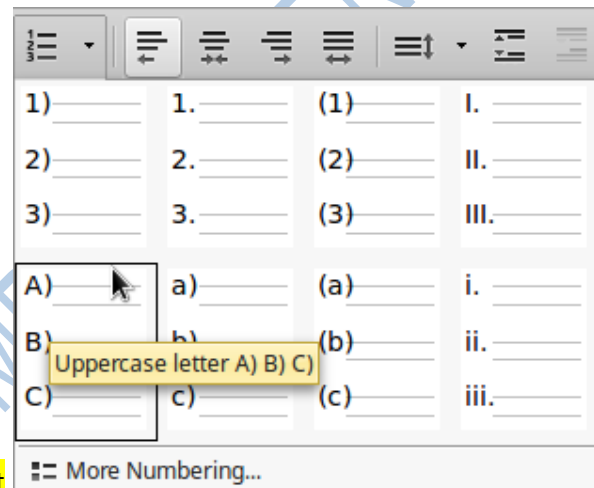 1) 1. (1) I.
2) 2. (2) II.
3) 3. (3) III.
A) a) (a) i.
B) b) (b) ii.
Uppercase letter A) B) C)
C) c) (c) iii.
More Numbering...